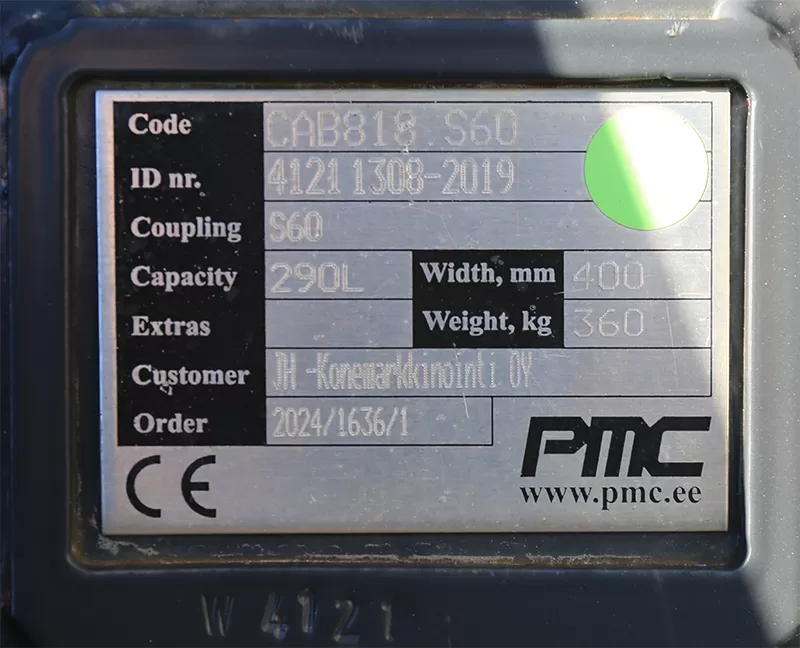 Code CAB818 S60
ID nr. 4121 1308-2019
Coupling S60
Capacity 290L Width, mm 400
Extras Weight, kg 360
Customer JH -Konemarkkinointi OY
Order 2024/1636/1
CE PMC
www.pmc.ee
W 4121